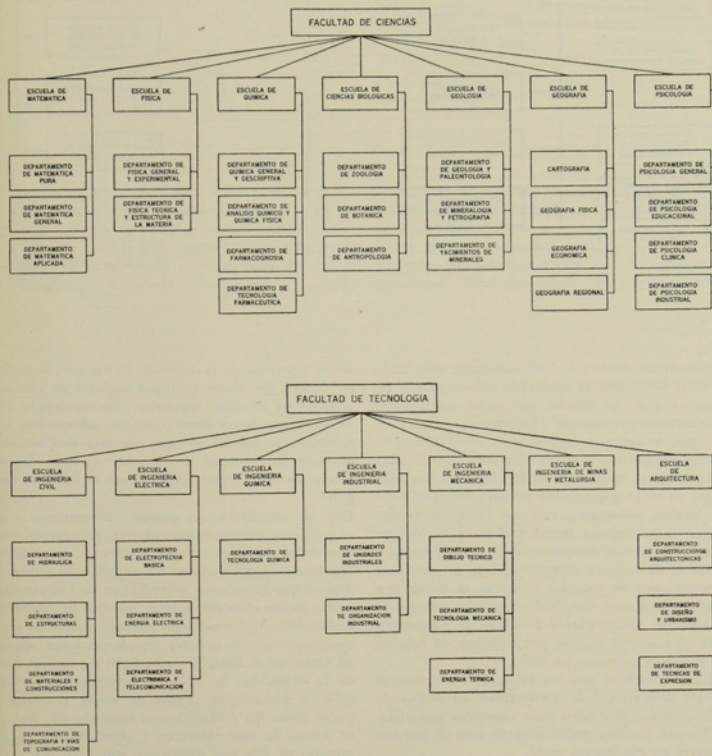 FACULTAD DE CIENCIAS
ESCUELA DE
MATEMATICA
ESCUELA DE
FISICA
ESCUELA DE
QUIMICA
ESCUELA DE
CIENCIAS BIOLOGICAS
ESCUELA DE
GEOLOGIA
ESCUELA DE
GEOGRAFIA
ESCUELA DE
PSICOLOGIA
DEPARTAMENTO
DE MATEMATICA
PURA
DEPARTAMENTO
DE MATEMATICA
GENERAL
DEPARTAMENTO
DE MATEMATICA
APLICADA
DEPARTAMENTO DE
FISICA GENERAL
Y EXPERIMENTAL
DEPARTAMENTO DE
FISICA TEORICA
Y ESTRUCTURA DE
LA MATERIA
DEPARTAMENTO DE
QUIMICA GENERAL
Y DESCRIPTIVA
DEPARTAMENTO DE
ANALISIS QUIMICO Y
QUIMICA FISICA
DEPARTAMENTO
DE FARMACOGNOSIA
DEPARTAMENTO DE
TECNOLOGIA
FARMACEUTICA
DEPARTAMENTO
DE ZOOLOGIA
DEPARTAMENTO
DE BOTANICA
DEPARTAMENTO
DE ANTROPOLOGIA
DEPARTAMENTO
DE GEOLOGIA Y
PALEONTOLOGIA
DEPARTAMENTO
DE MINERALOGIA
Y PETROGRAFIA
DEPARTAMENTO DE
YACIMIENTOS DE
MINERALES
CARTOGRAFIA
GEOGRAFIA FISICA
GEOGRAFIA
ECONOMICA
GEOGRAFIA REGIONAL
DEPARTAMENTO DE
PSICOLOGIA GENERAL
DEPARTAMENTO
DE PSICOLOGIA
EDUCACIONAL
DEPARTAMENTO
DE PSICOLOGIA
CLINICA
DEPARTAMENTO
DE PSICOLOGIA
INDUSTRIAL
FACULTAD DE TECNOLOGIA
ESCUELA
DE INGENIERIA
CIVIL
ESCUELA
DE INGENIERIA
ELECTRICA
ESCUELA
DE INGENIERIA
QUIMICA
ESCUELA
DE INGENIERIA
INDUSTRIAL
ESCUELA
DE INGENIERIA
MECANICA
ESCUELA DE
INGENIERIA DE MINAS
Y METALURGIA
ESCUELA
DE
ARQUITECTURA
DEPARTAMENTO
DE HIDRAULICA
DEPARTAMENTO
DE ESTRUCTURAS
DEPARTAMENTO
DE MATERIALES Y
CONSTRUCCIONES
DEPARTAMENTO DE
TOPOGRAFIA Y VIAS
DE COMUNICACION
DEPARTAMENTO
DE ELECTROTECNIA
BASICA
DEPARTAMENTO DE
ENERGIA ELECTRICA
DEPARTAMENTO DE
ELECTRONICA Y
TELECOMUNICACION
DEPARTAMENTO DE
TECNOLOGIA QUIMICA
DEPARTAMENTO
DE UNIDADES
INDUSTRIALES
DEPARTAMENTO
DE ORGANIZACION
INDUSTRIAL
DEPARTAMENTO DE
DIBUJO TECNICO
DEPARTAMENTO DE
TECNOLOGIA MECANICA
DEPARTAMENTO DE
ENERGIA TERMICA
DEPARTAMENTO
DE CONSTRUCCIONSE
ARQUITECTONICAS
DEPARTAMENTO
DE DISEÑO
Y URBANISMO
DEPARTAMENTO
DE TECNICAS DE
EXPRESION